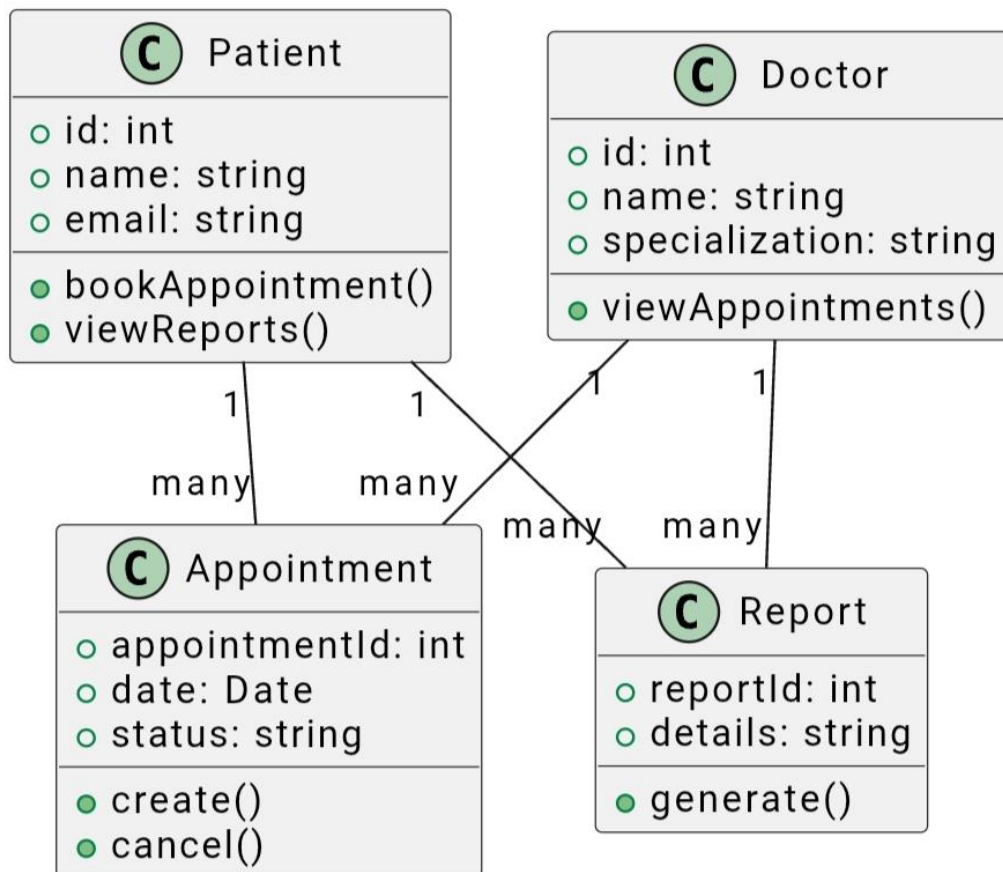 C Patient
id: int
name: string
email: string
bookAppointment()
viewReports()
C Doctor
id: int
name: string
specialization: string
viewAppointments()
1
1
1
1
many
many
many
many
C Appointment
appointmentId: int
date: Date
status: string
create()
cancel()
C Report
reportId: int
details: string
generate()